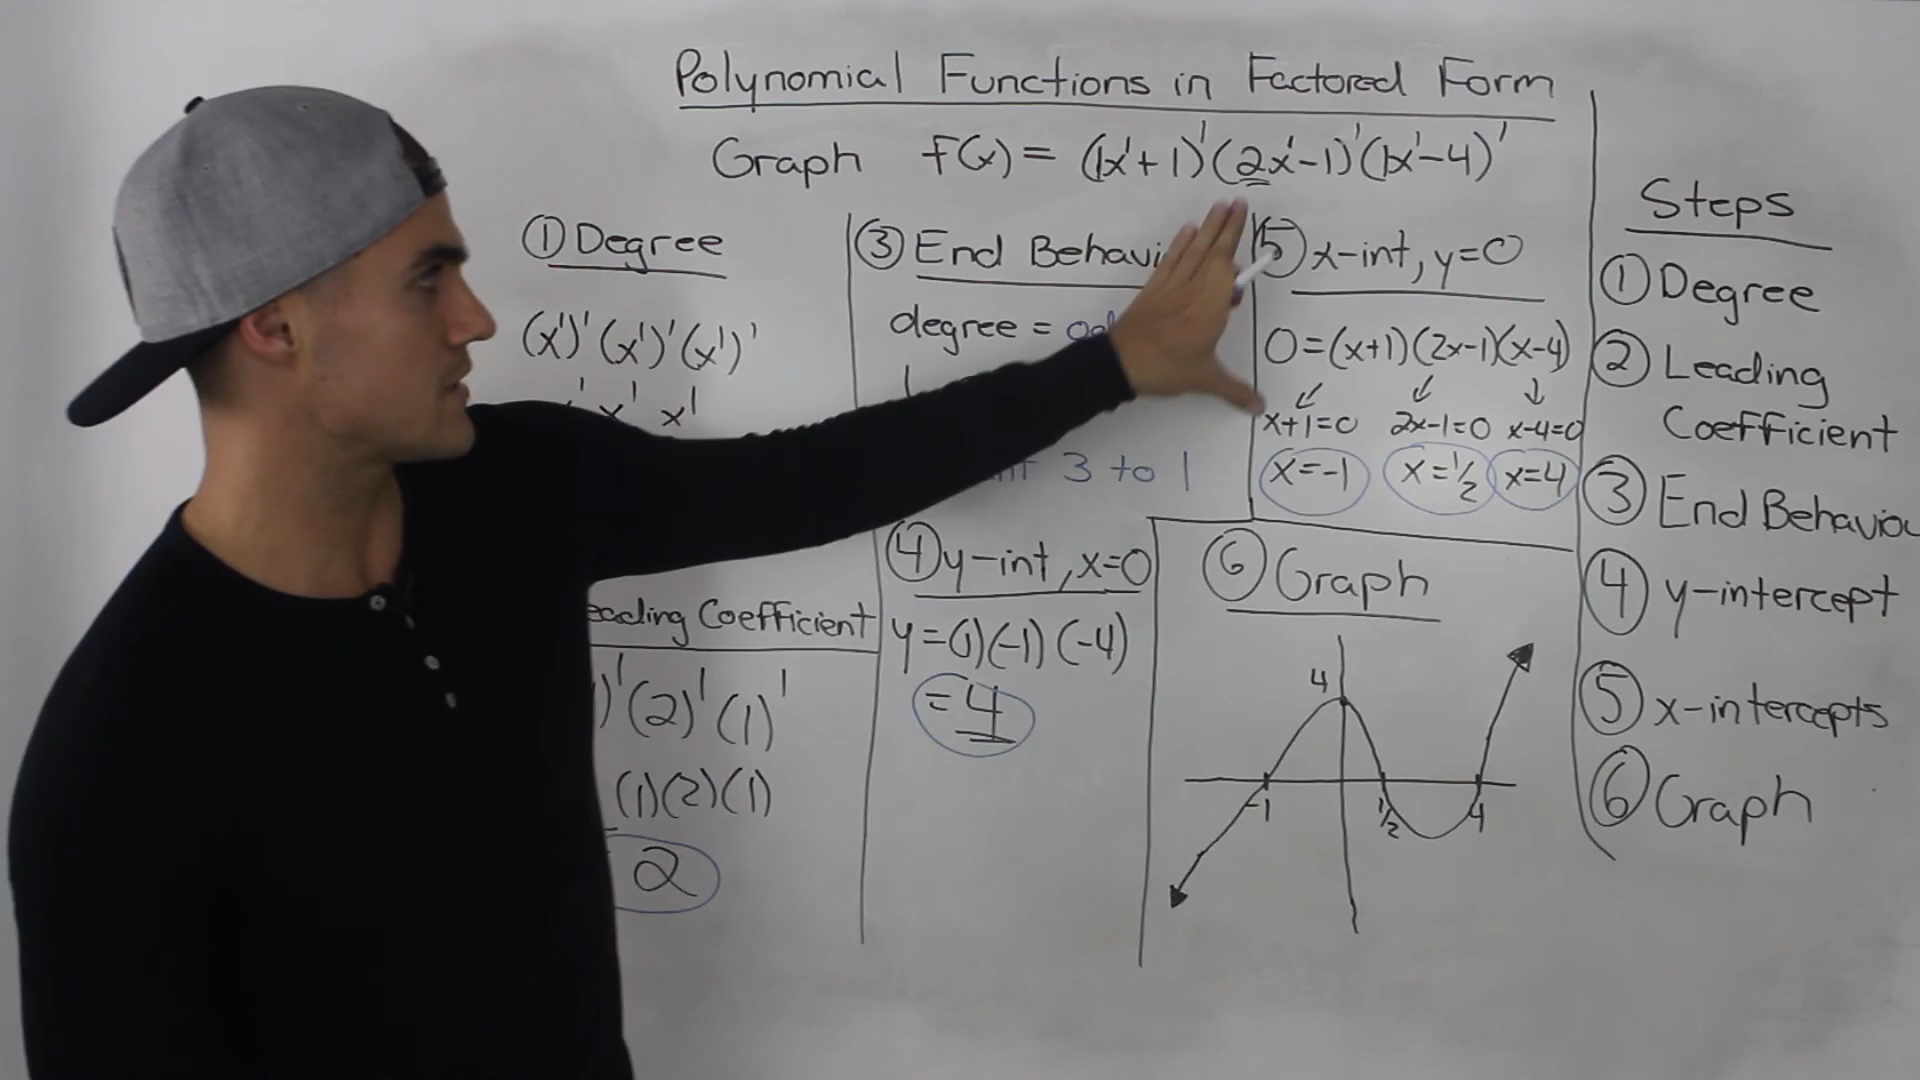 Polynomial Functions in Factored Form
Graph f(x) = (1x¹+1)¹(2x¹-1)¹(1x¹-4)¹
① Degree
(x¹)¹(x¹)¹(x¹)¹
x¹ x¹
Coefficient
(2)¹(1)¹
(1)(2)(1)
2
③ End
degree =
3 to 1
④ y-int, x=0
y=(1)(-1)(-4)
=4
⑤ x-int, y=0
0=(x+1)(2x-1)(x-4)
↙ ↙ ↓
x+1=0 2x-1=0 x-4=0
x=-1 x=1/2 x=4
⑥ Graph
4
-1 1/2 4
Steps
① Degree
② Leading
Coefficient
③ End Behaviou
④ y-intercept
⑤ x-intercepts
⑥ Graph